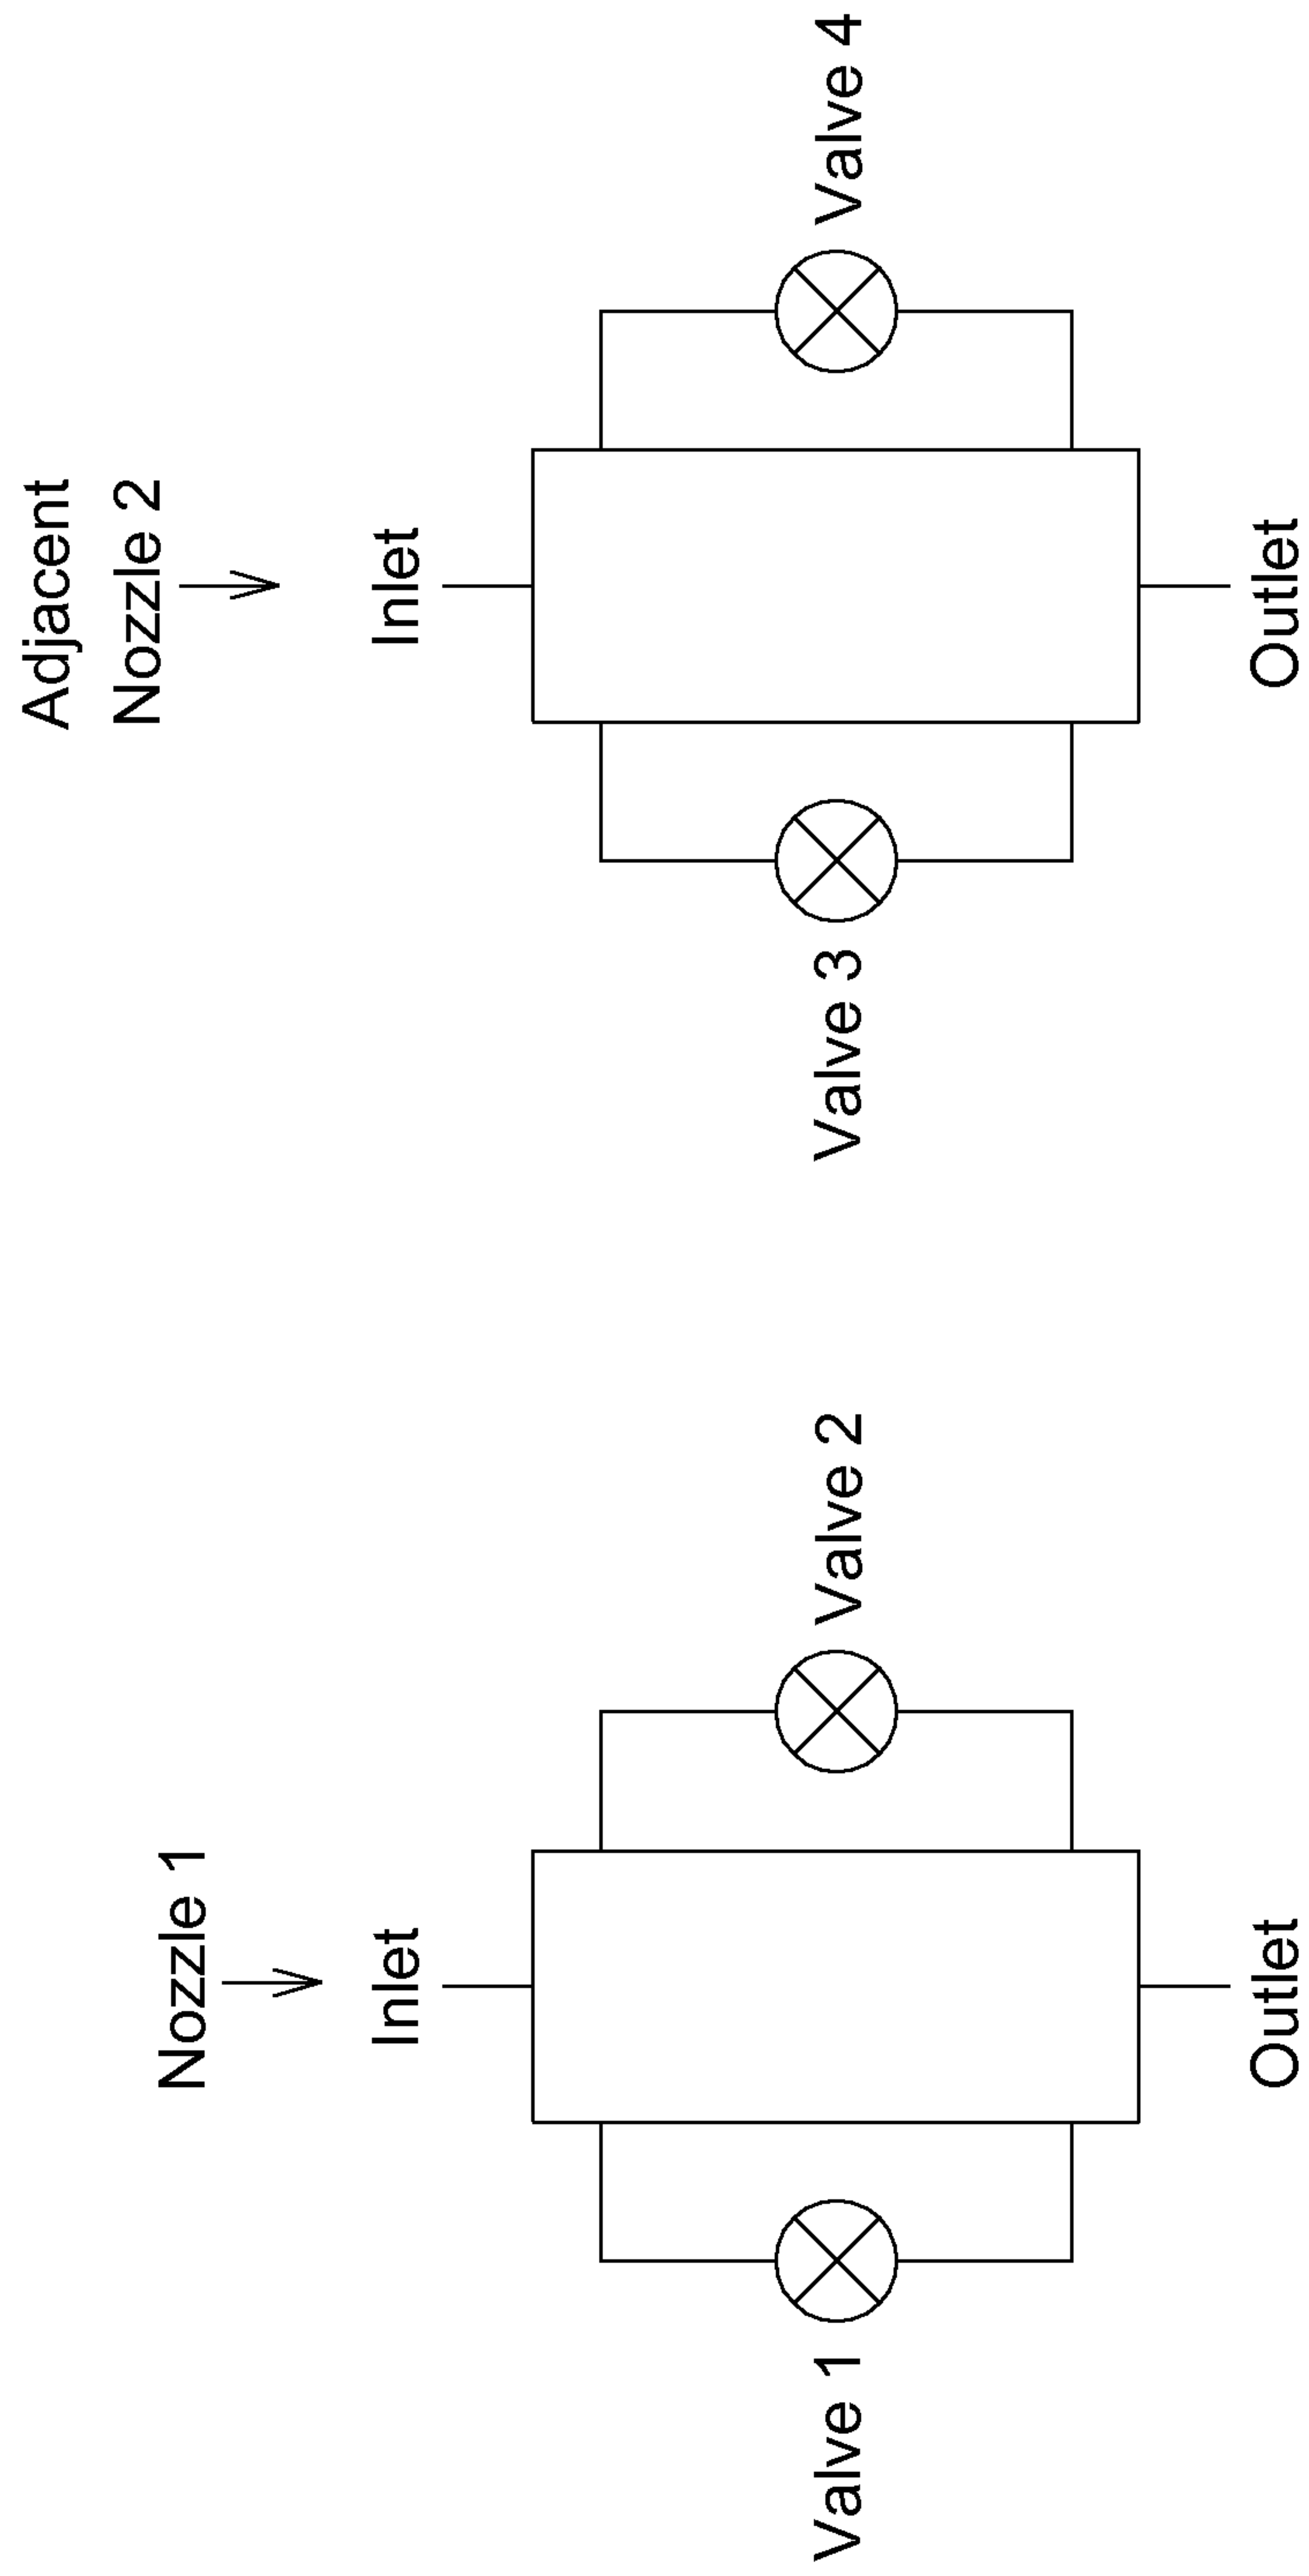 Nozzle 1
Inlet
Valve 1
Valve 2
Outlet
Adjacent
Nozzle 2
Inlet
Valve 3
Valve 4
Outlet